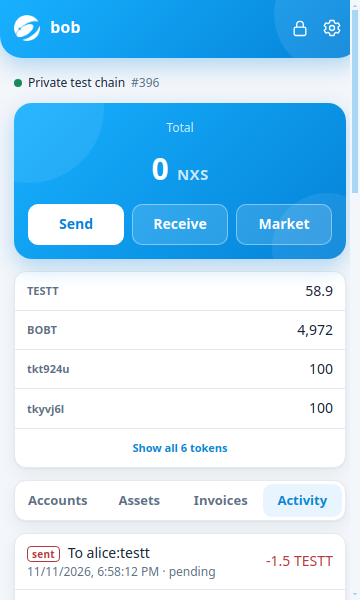 bob
Private test chain #396
Total
0 NXS
Send Receive Market
TESTT 58.9
BOBT 4,972
tkt924u 100
tkyvj6l 100
Show all 6 tokens
Accounts Assets Invoices Activity
sent To alice:testt -1.5 TESTT
11/11/2026, 6:58:12 PM · pending